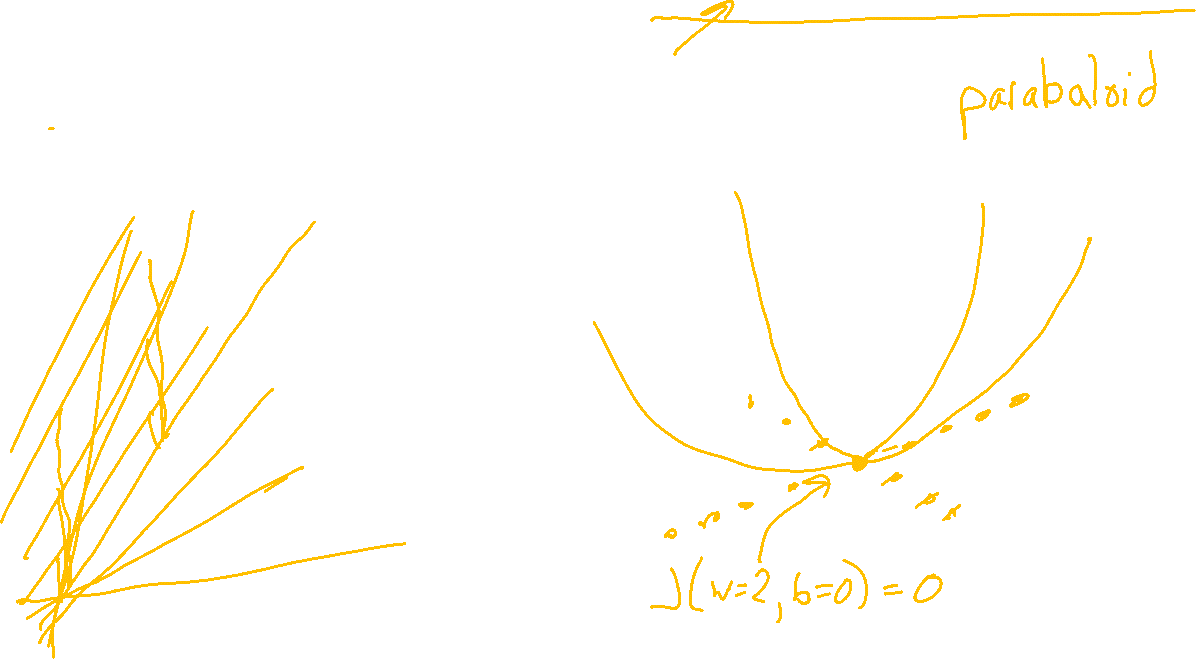 parabaloid
J(w=2, b=0) = 0